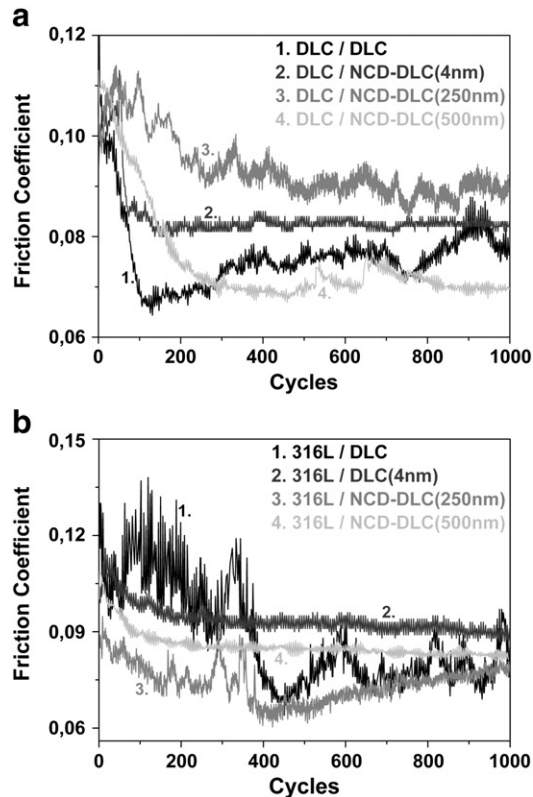 a
0,12
0,10
0,08
0,06
Friction Coefficient
1. DLC / DLC
2. DLC / NCD-DLC(4nm)
3. DLC / NCD-DLC(250nm)
4. DLC / NCD-DLC(500nm)
3.
2.
1.
4.
0 200 400 600 800 1000
Cycles
b
0,15
0,12
0,09
0,06
Friction Coefficient
1. 316L / DLC
2. 316L / DLC(4nm)
3. 316L / NCD-DLC(250nm)
4. 316L / NCD-DLC(500nm)
1.
2.
4.
3.
0 200 400 600 800 1000
Cycles